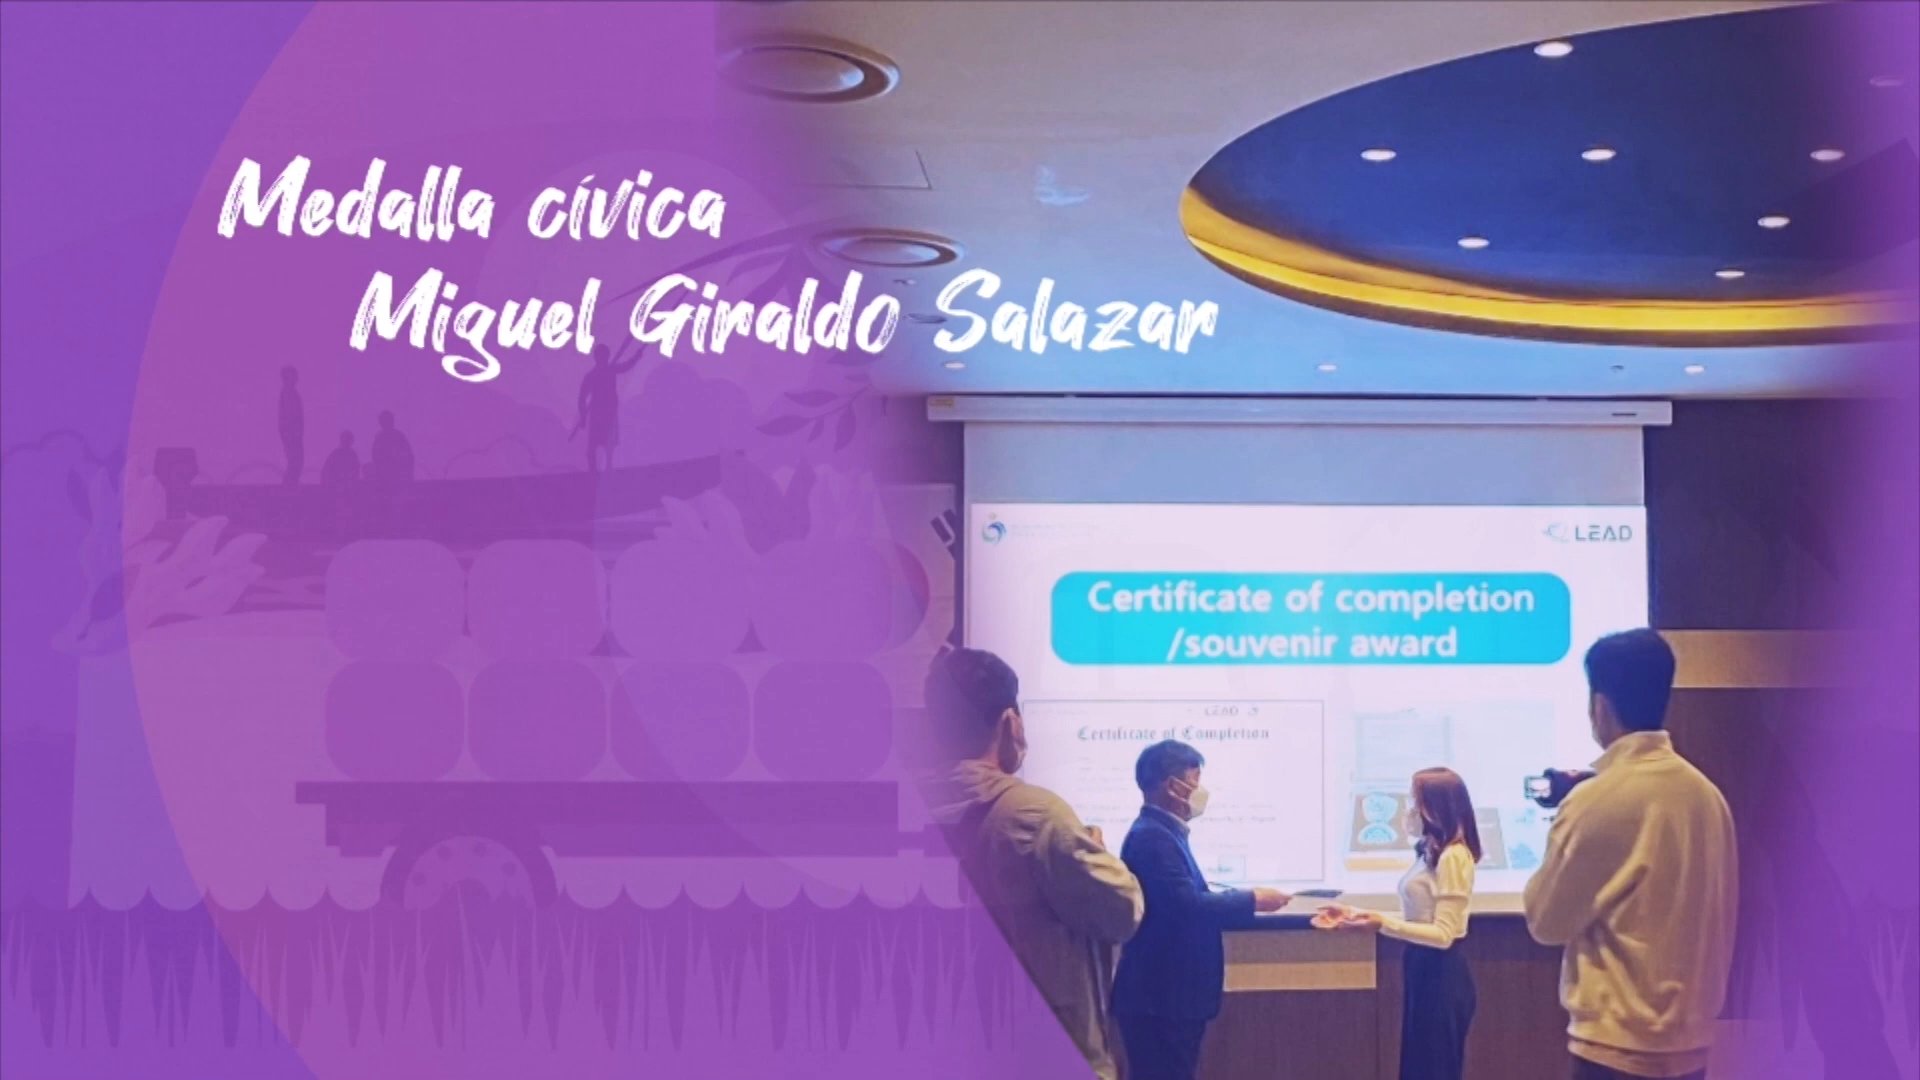 Medalla cívica
Miguel Giraldo Salazar
LEAD
Certificate of completion
/souvenir award
LEAD
Certificate of Completion